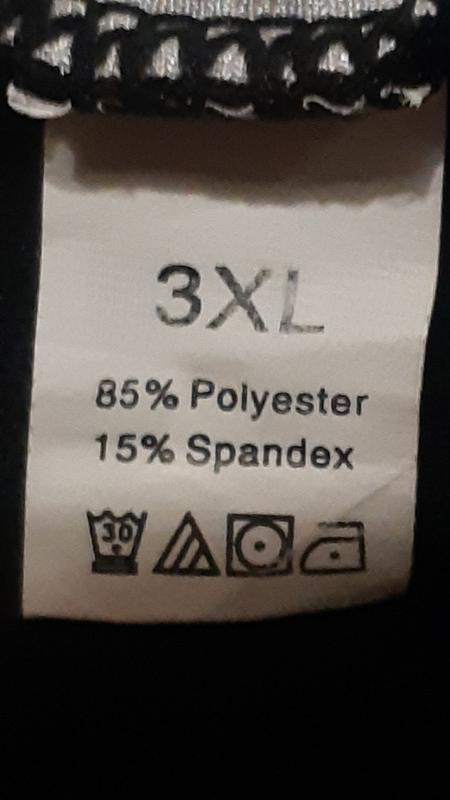 3XL
85% Polyester
15% Spandex
30